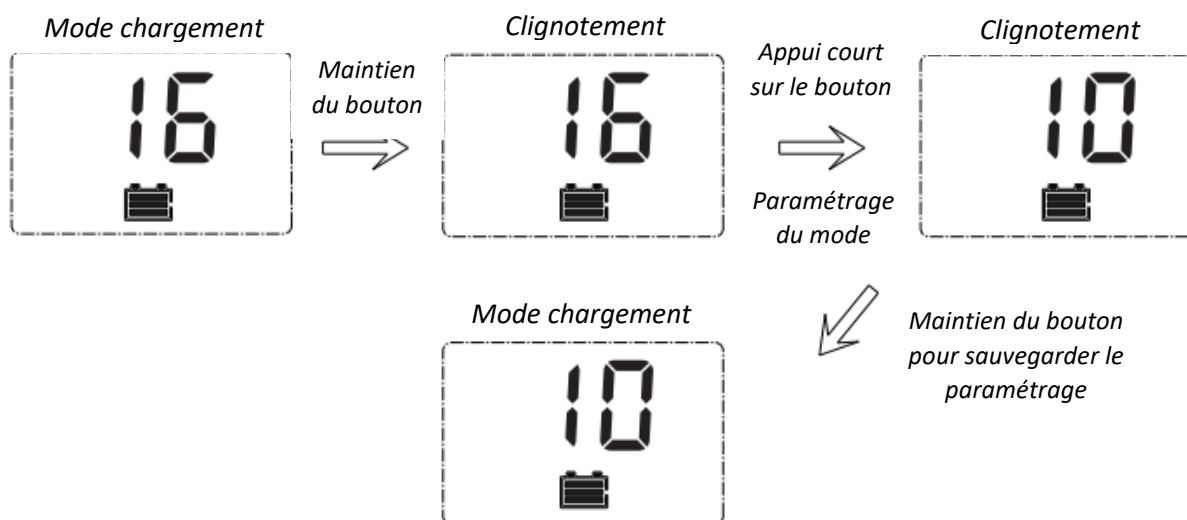 Mode chargement
16
Maintien
du bouton
Clignotement
16
Appui court
sur le bouton
Paramétrage
du mode
Clignotement
10
Maintien du bouton
pour sauvegarder le
paramétrage
Mode chargement
10